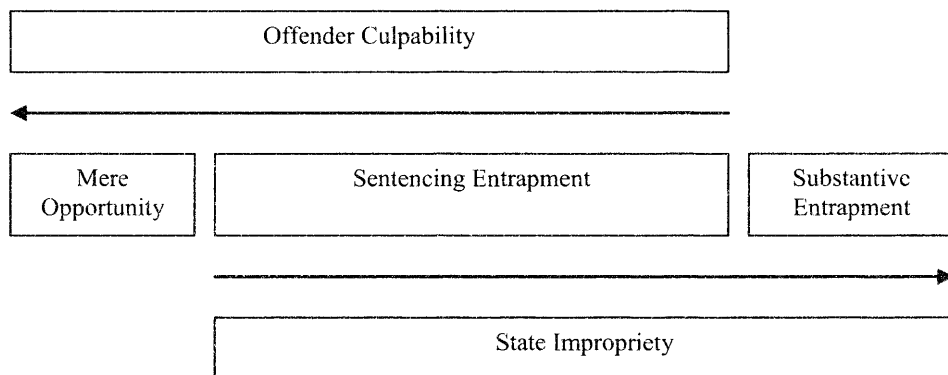 Offender Culpability
Mere
Opportunity
Sentencing Entrapment
Substantive
Entrapment
State Impropriety